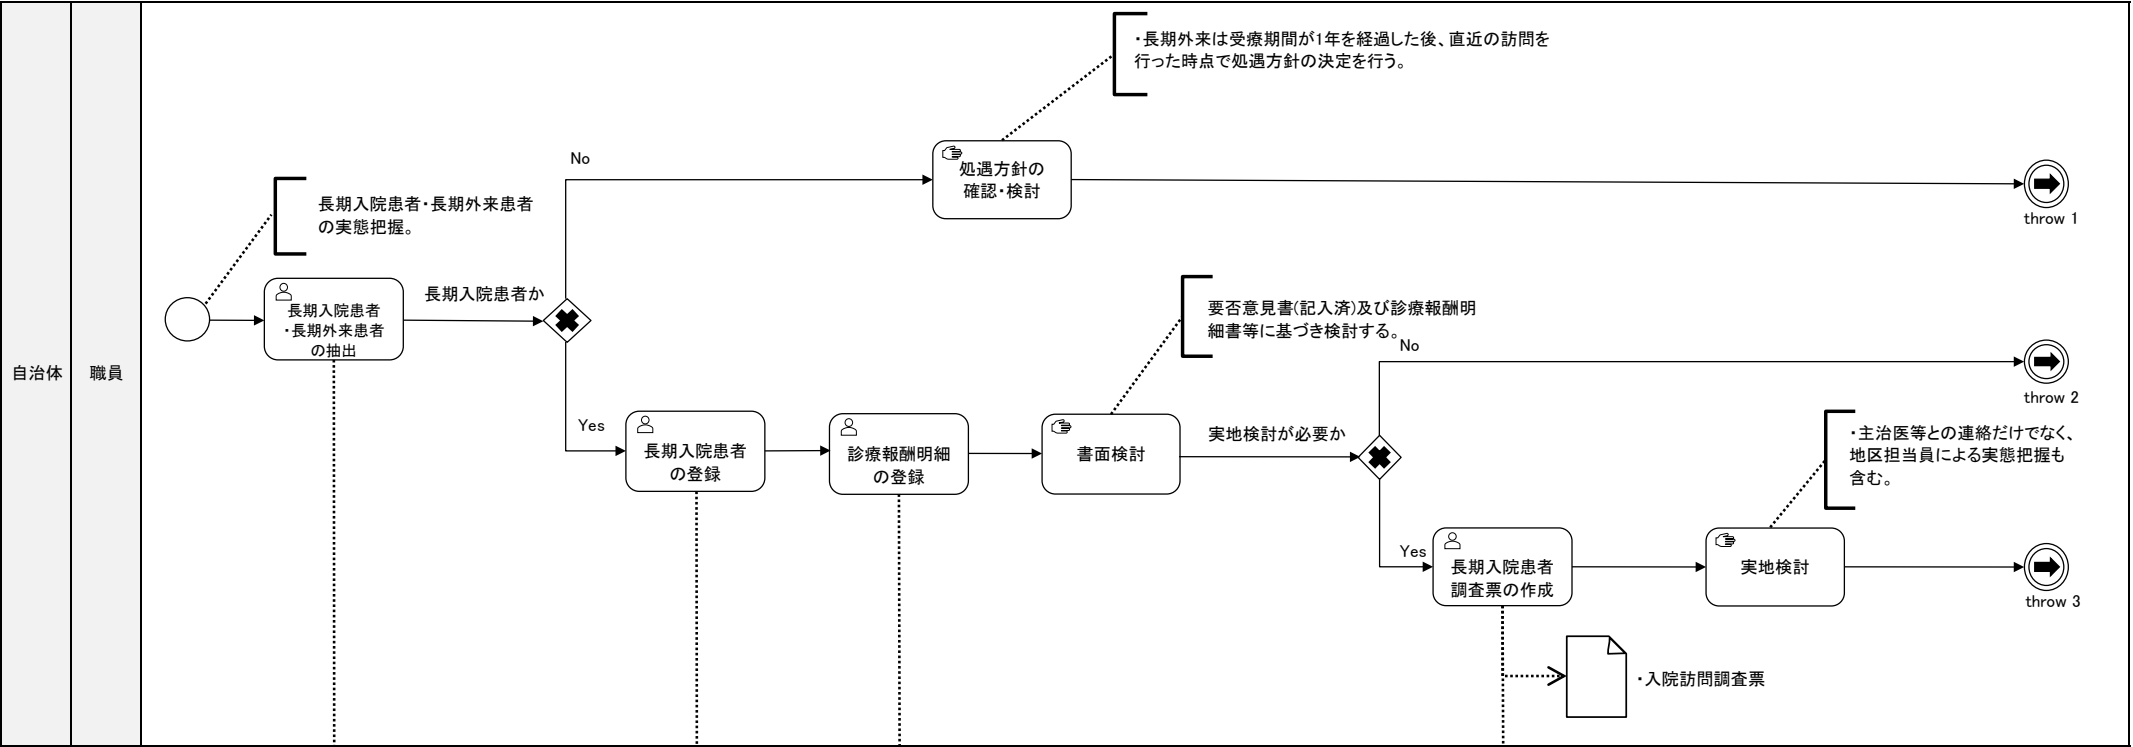 自治体
職員
・長期外来は受療期間が1年を経過した後、直近の訪問を
行った時点で処遇方針の決定を行う。
No
処遇方針の
確認・検討
throw 1
長期入院患者・長期外来患者
の実態把握。
長期入院患者
・長期外来患者
の抽出
長期入院患者か
Yes
長期入院患者
の登録
診療報酬明細
の登録
要否意見書(記入済)及び診療報酬明
細書等に基づき検討する。
書面検討
実地検討が必要か
No
throw 2
・主治医等との連絡だけでなく、
地区担当員による実態把握も
含む。
Yes
長期入院患者
調査票の作成
実地検討
throw 3
・入院訪問調査票